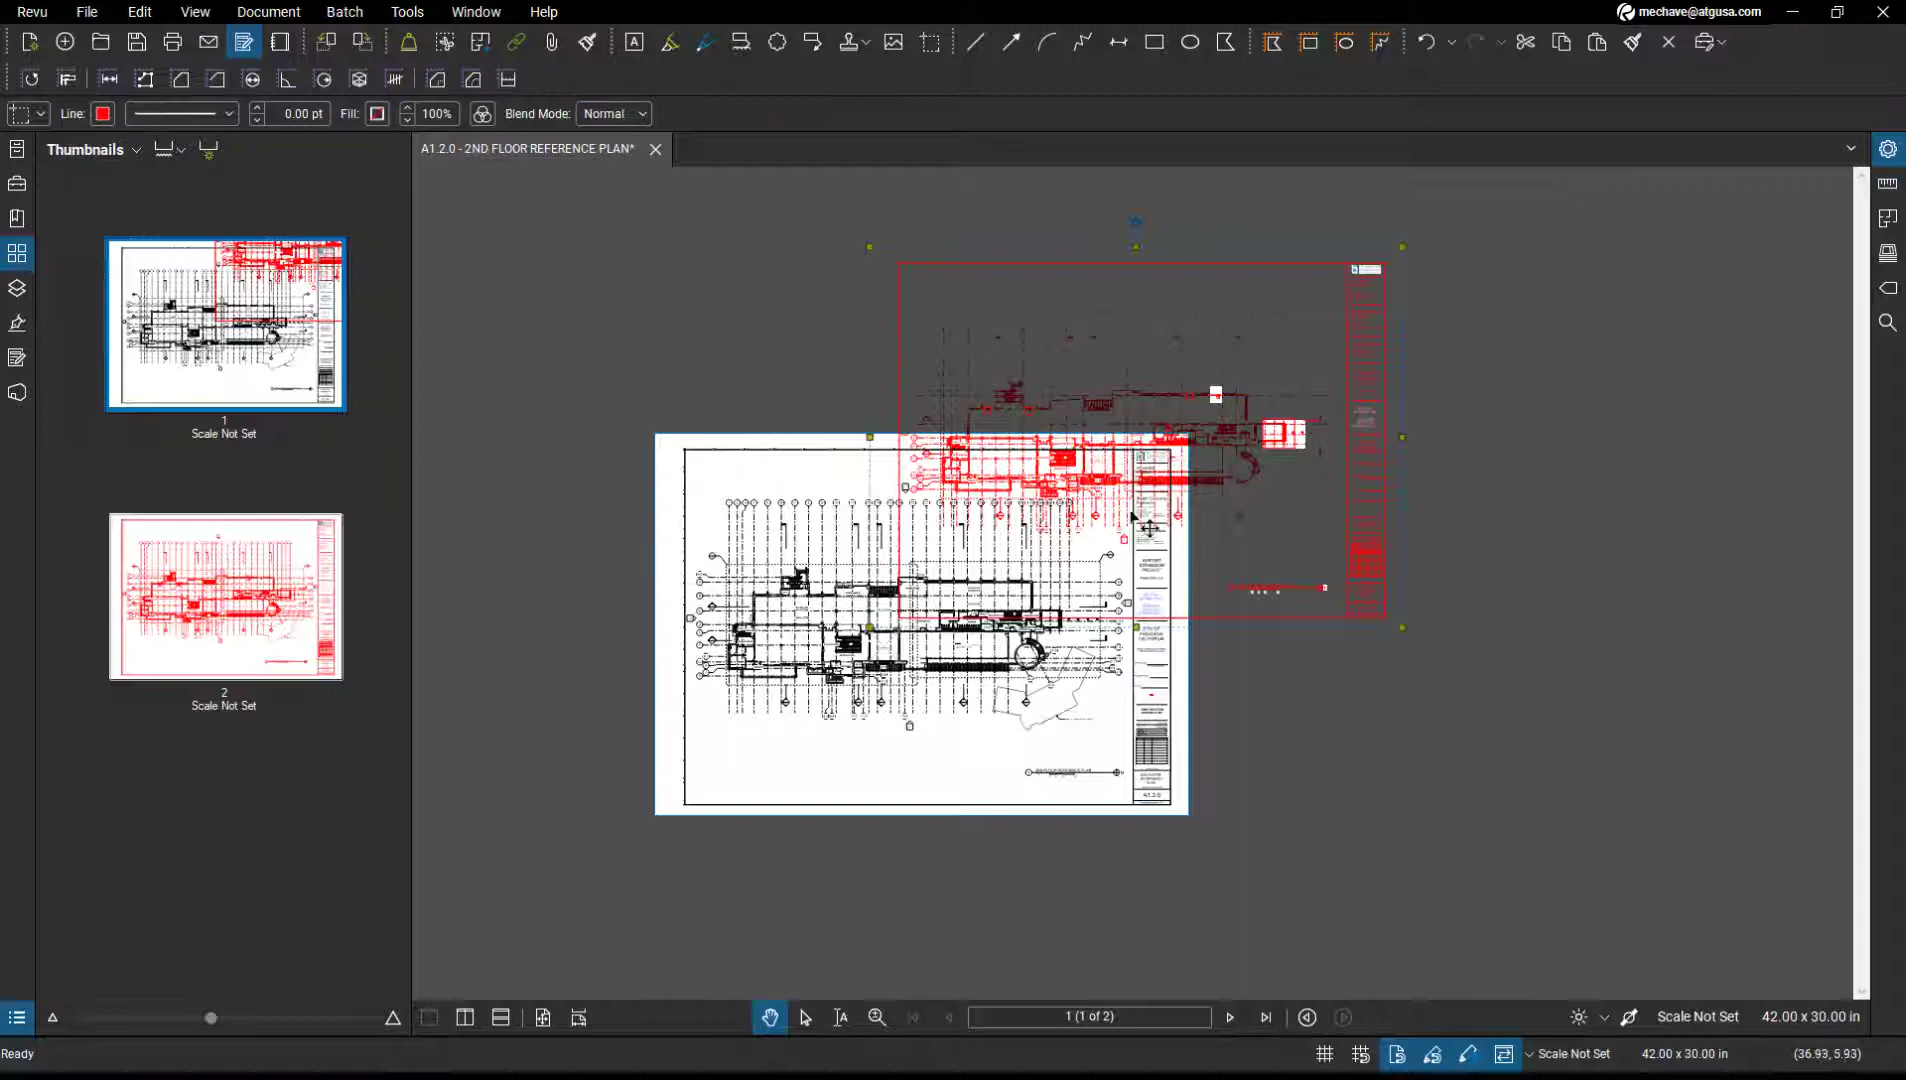 Revu File Edit View Document Batch Tools Window Help
mechave@atgusa.com
Line: 0.00 pt Fill: 100% Blend Mode: Normal
Thumbnails
A1.2.0 - 2ND FLOOR REFERENCE PLAN*
1
Scale Not Set
2
Scale Not Set
A1.2.0
1 (1 of 2)
Scale Not Set 42.00 x 30.00 in
Ready
Scale Not Set 42.00 x 30.00 in (36.93, 5.93)